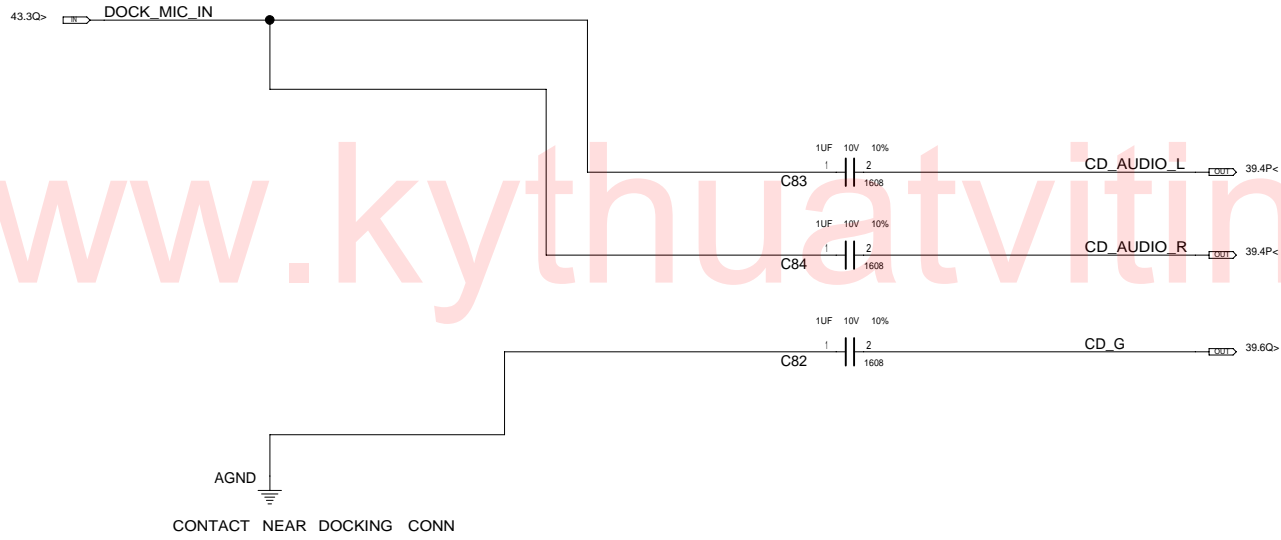 43.3Q> IN DOCK_MIC_IN
1UF 10V 10%
1 2
C83 1608
CD_AUDIO_L OUT 39.4P<
1UF 10V 10%
1 2
C84 1608
CD_AUDIO_R OUT 39.4P<
1UF 10V 10%
1 2
C82 1608
CD_G OUT 39.6Q>
AGND
CONTACT NEAR DOCKING CONN
ww.kythuatvitin